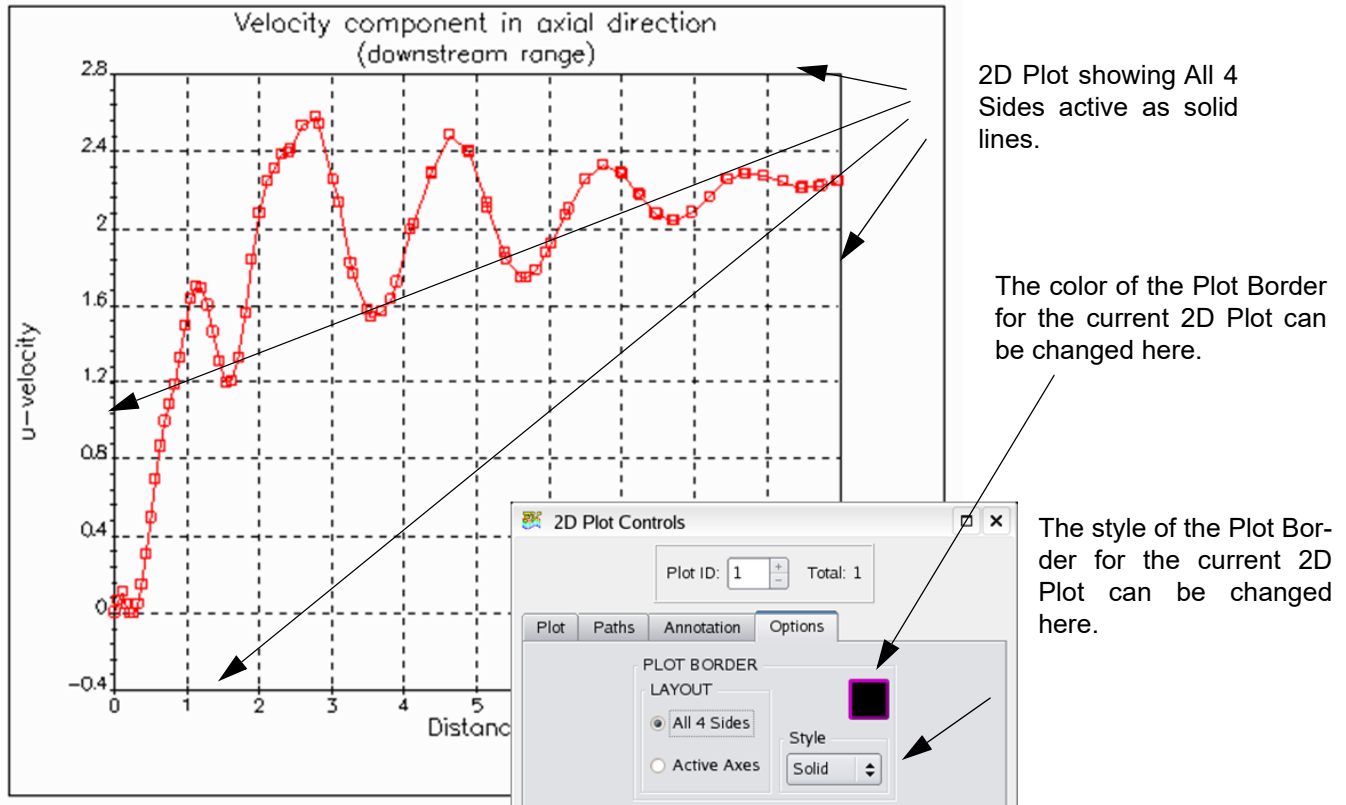 Velocity component in axial direction
(downstream range)
2.8
2.4
2
1.6
1.2
0.8
0.4
0
-0.4
u-velocity
0 1 2 3 4 5
Distanc
2D Plot showing All 4
Sides active as solid
lines.
The color of the Plot Border
for the current 2D Plot can
be changed here.
The style of the Plot Bor-
der for the current 2D
Plot can be changed
here.
2D Plot Controls
Plot ID: 1 Total: 1
Plot Paths Annotation Options
PLOT BORDER
LAYOUT
All 4 Sides
Active Axes
Style
Solid